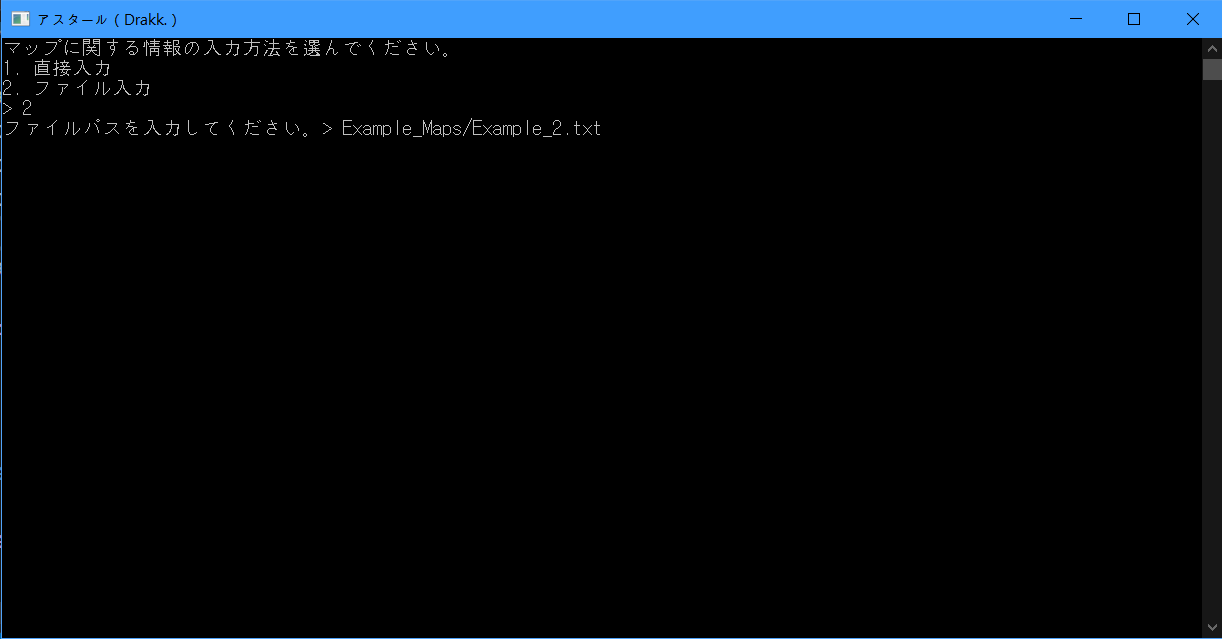 アスタール ( Drakk. )
マップに関する情報の入力方法を選んでください。
1. 直接入力
2. ファイル入力
> 2
ファイルパスを入力してください。> Example_Maps/Example_2.txt